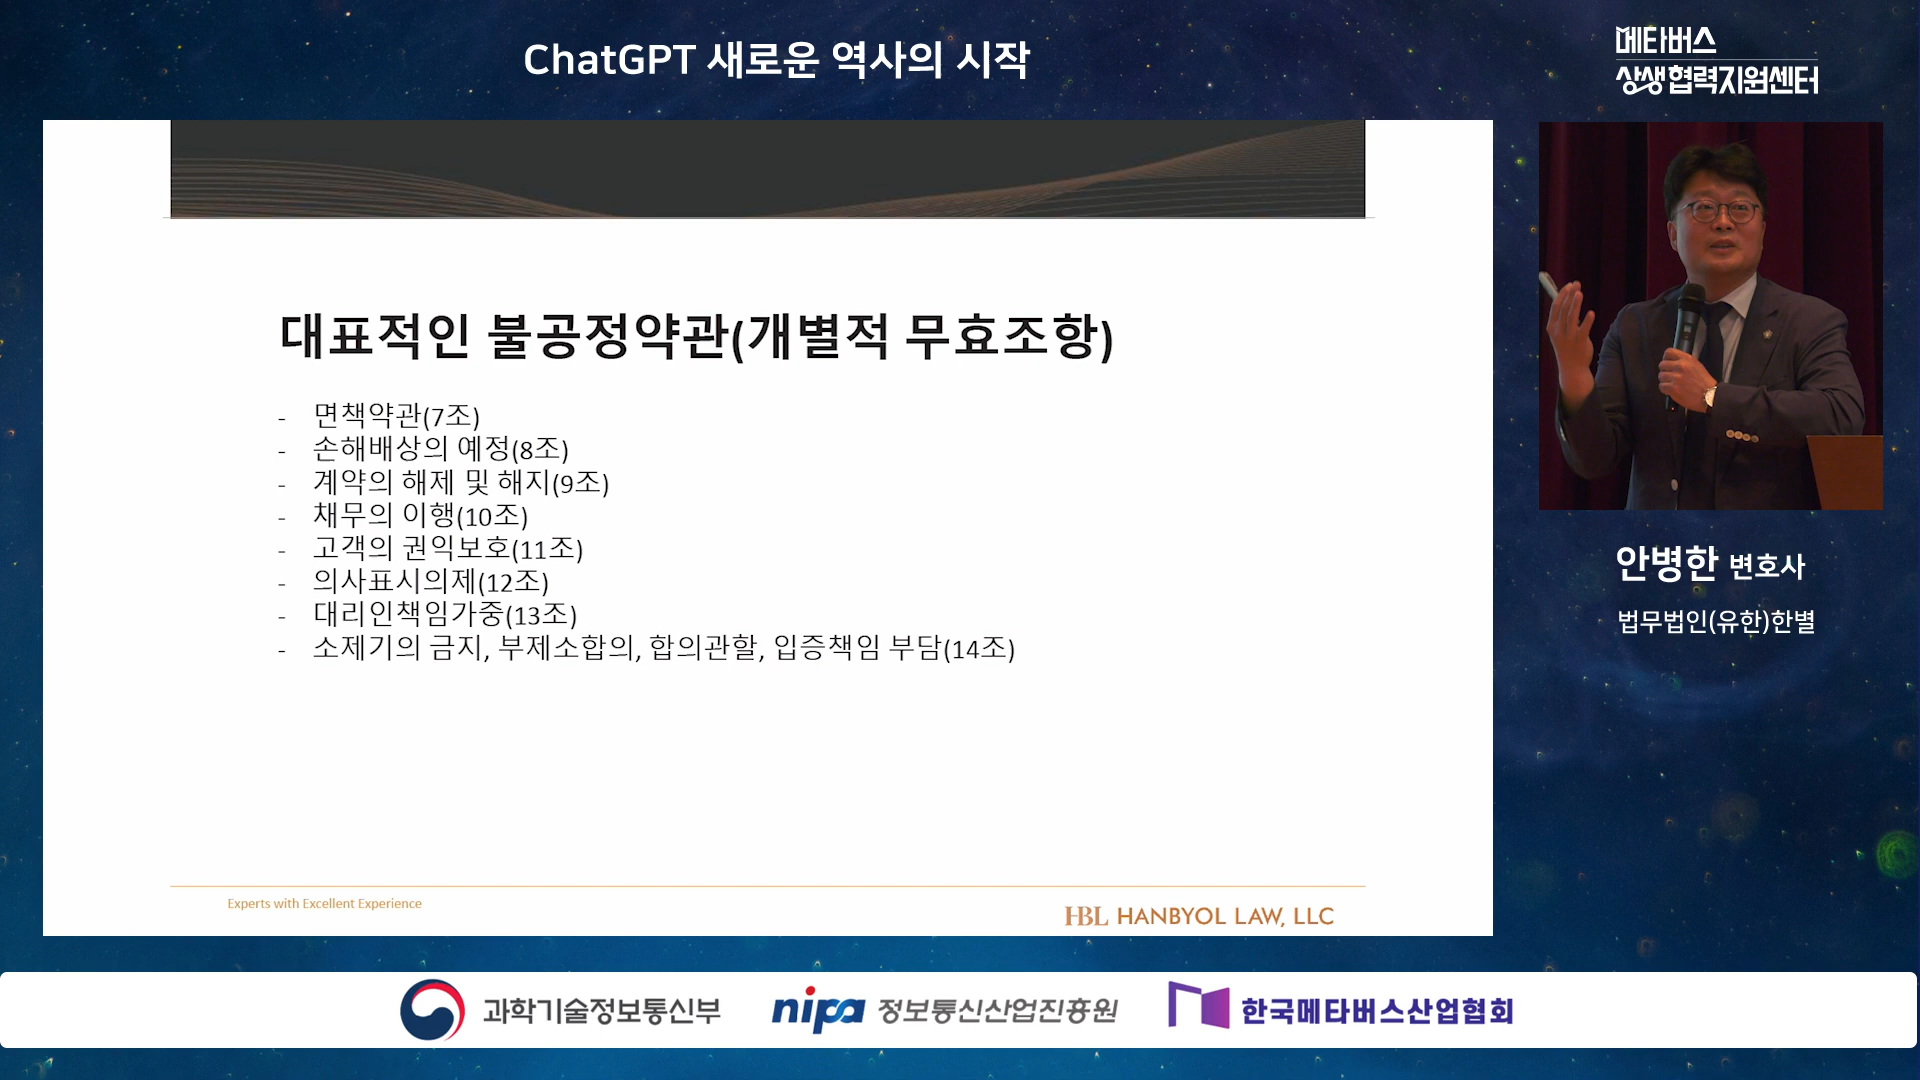 ChatGPT 새로운 역사의 시작
메타버스
상생협력지원센터
대표적인 불공정약관(개별적 무효조항)
- 면책약관(7조)
- 손해배상의 예정(8조)
- 계약의 해제 및 해지(9조)
- 채무의 이행(10조)
- 고객의 권익보호(11조)
- 의사표시의제(12조)
- 대리인책임가중(13조)
- 소제기의 금지, 부제소합의, 합의관할, 입증책임 부담(14조)
Experts with Excellent Experience
HBL HANBYOL LAW, LLC
안병한 변호사
법무법인(유한)한별
과학기술정보통신부
nipa 정보통신산업진흥원
한국메타버스산업협회